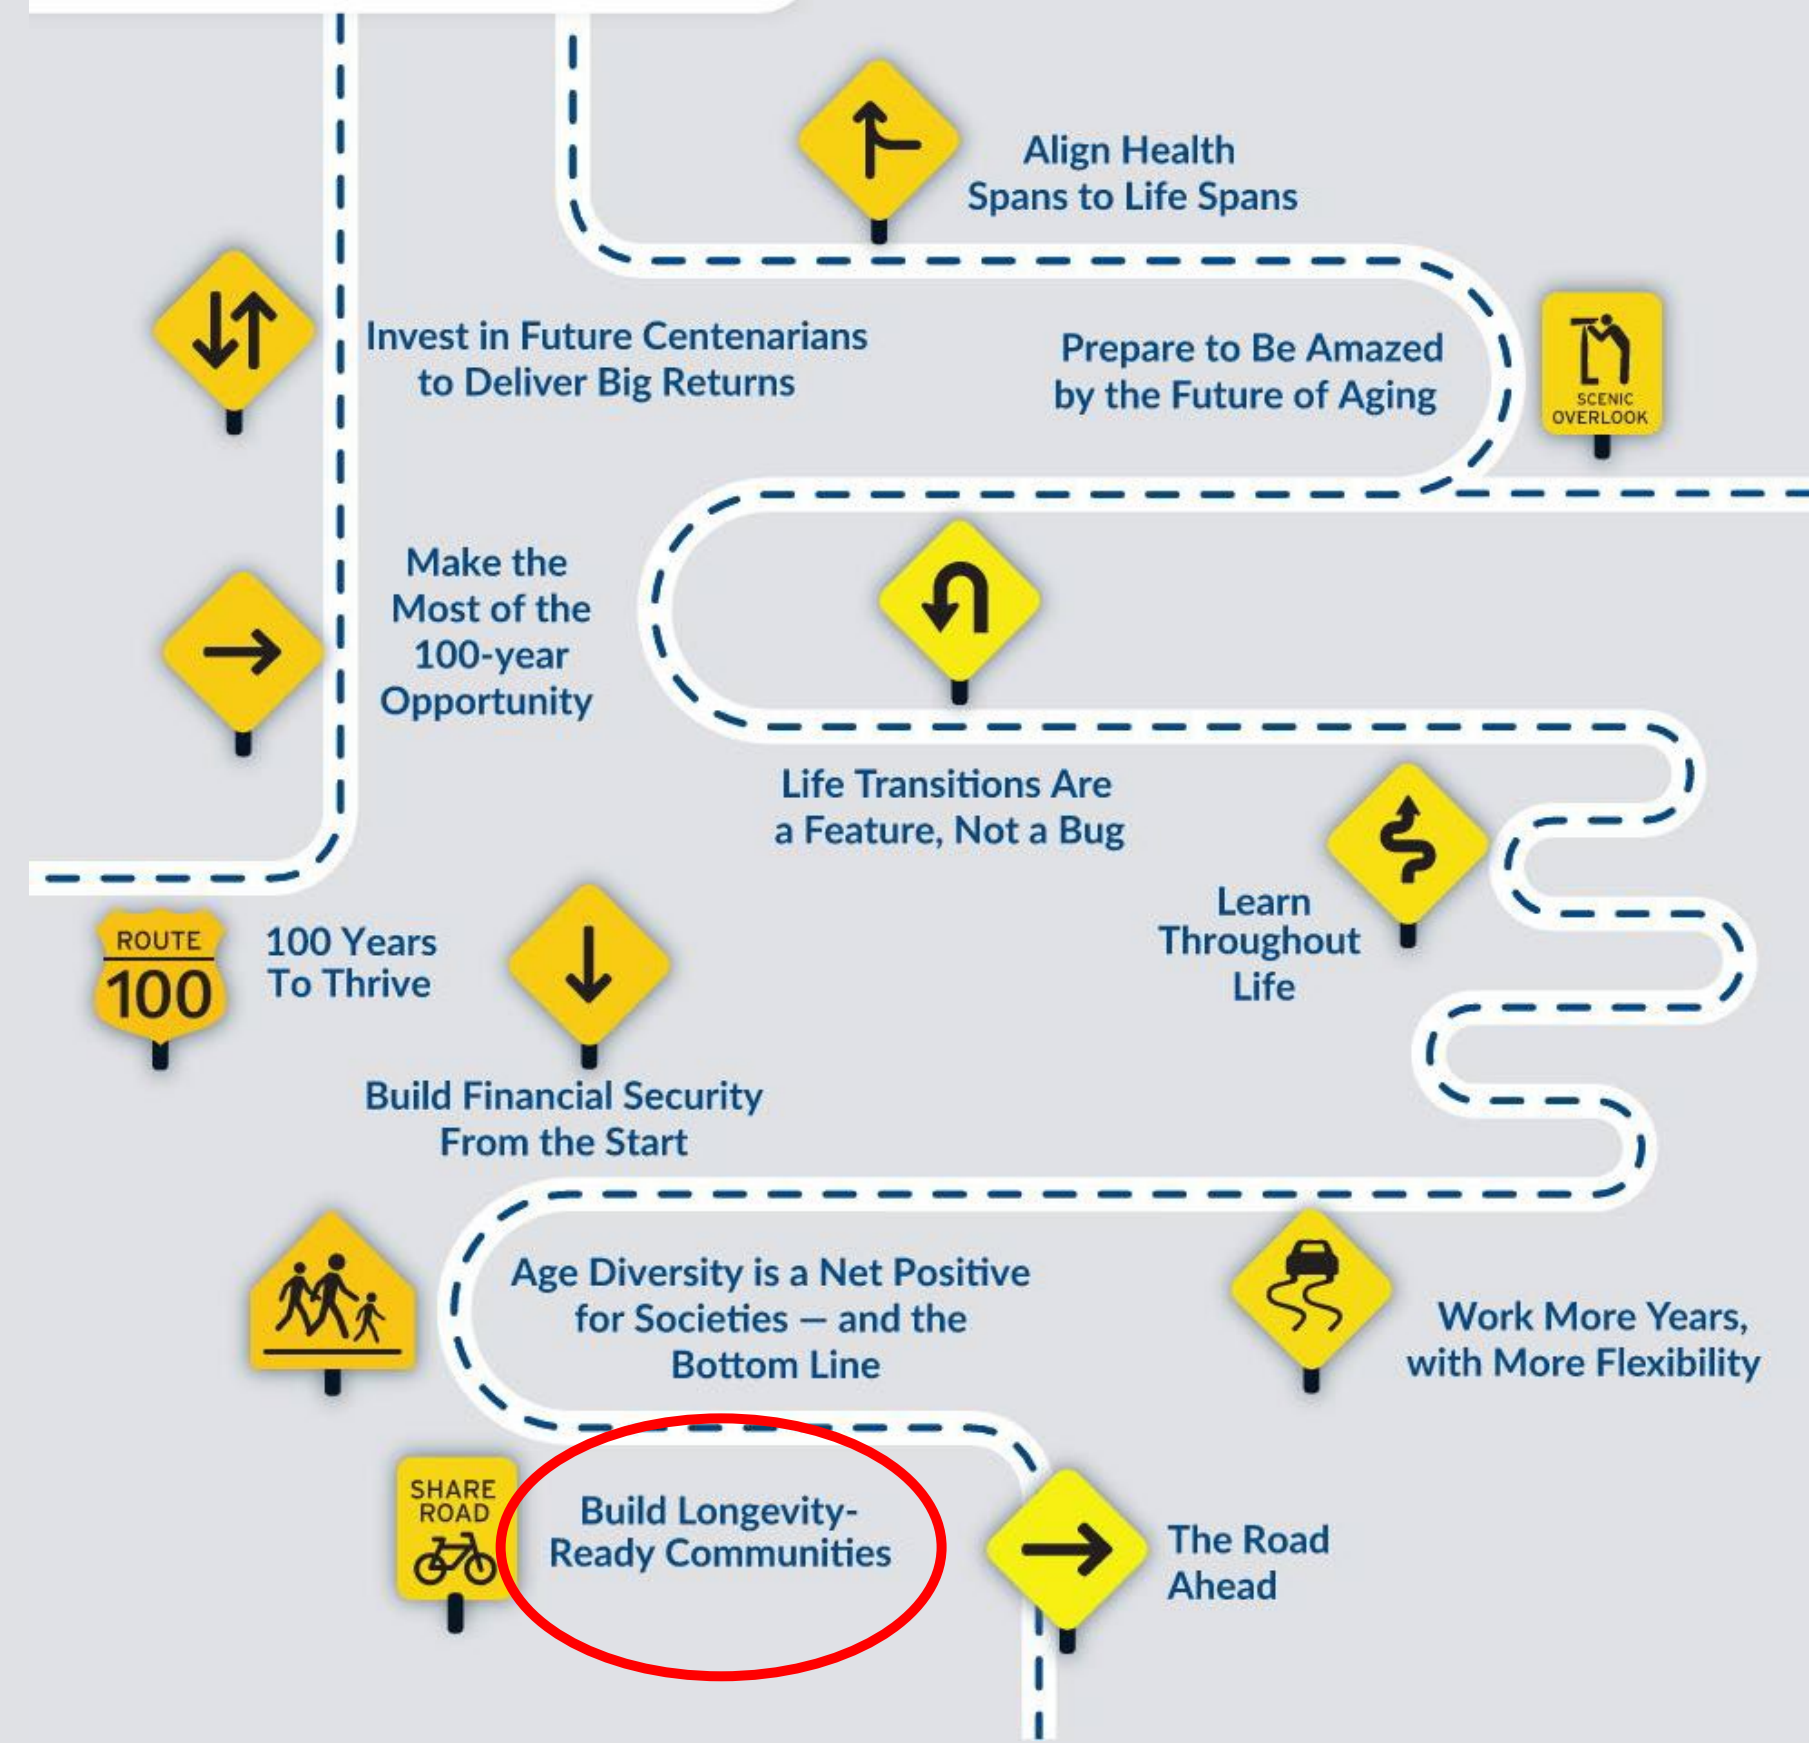 Align Health
Spans to Life Spans
Invest in Future Centenarians
to Deliver Big Returns
Prepare to Be Amazed
by the Future of Aging
SCENIC
OVERLOOK
Make the
Most of the
100-year
Opportunity
Life Transitions Are
a Feature, Not a Bug
Learn
Throughout
Life
ROUTE
100
100 Years
To Thrive
Build Financial Security
From the Start
Age Diversity is a Net Positive
for Societies — and the
Bottom Line
Work More Years,
with More Flexibility
SHARE
ROAD
Build Longevity-
Ready Communities
The Road
Ahead